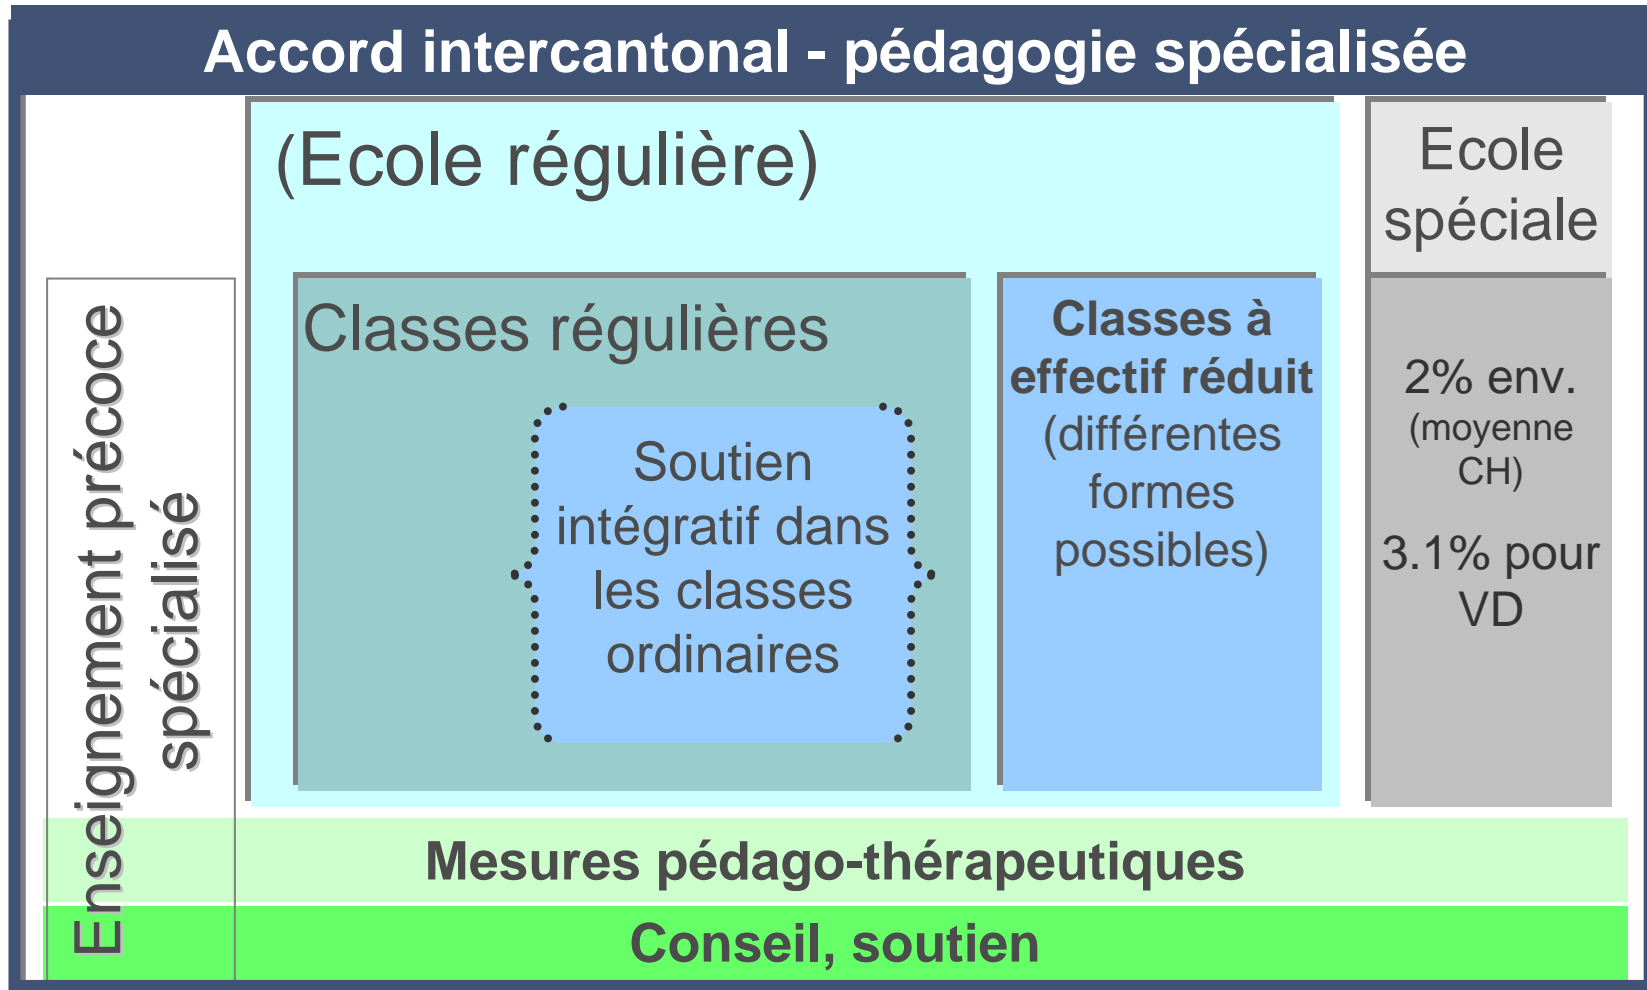 Accord intercantonal - pédagogie spécialisée
(Ecole régulière)
Ecole
spéciale
Enseignement précoce
spécialisé
Classes régulières
Soutien
intégratif dans
les classes
ordinaires
Classes à
effectif réduit
(différentes
formes
possibles)
2% env.
(moyenne
CH)
3.1% pour
VD
Mesures pédago-thérapeutiques
Conseil, soutien